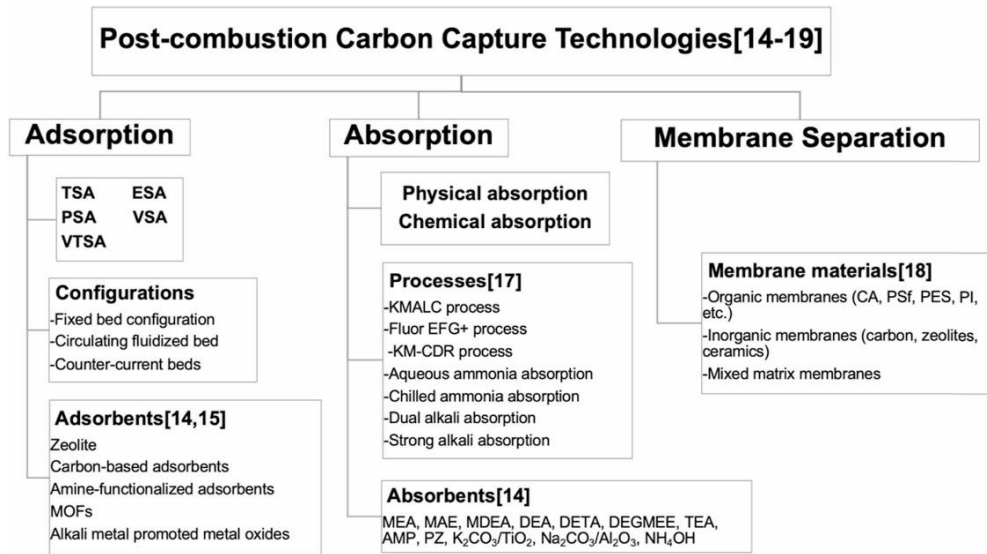 Post-combustion Carbon Capture Technologies[14-19]
Adsorption
TSA ESA
PSA VSA
VTSA
Configurations
-Fixed bed configuration
-Circulating fluidized bed
-Counter-current beds
Adsorbents[14,15]
Zeolite
Carbon-based adsorbents
Amine-functionalized adsorbents
MOFs
Alkali metal promoted metal oxides
Absorption
Physical absorption
Chemical absorption
Processes[17]
-KMALC process
-Fluor EFG+ process
-KM-CDR process
-Aqueous ammonia absorption
-Chilled ammonia absorption
-Dual alkali absorption
-Strong alkali absorption
Absorbents[14]
MEA, MAE, MDEA, DEA, DETA, DEGMEE, TEA,
AMP, PZ, K₂CO₃/TiO₂, Na₂CO₃/Al₂O₃, NH₄OH
Membrane Separation
Membrane materials[18]
-Organic membranes (CA, PSf, PES, PI,
etc.)
-Inorganic membranes (carbon, zeolites,
ceramics)
-Mixed matrix membranes